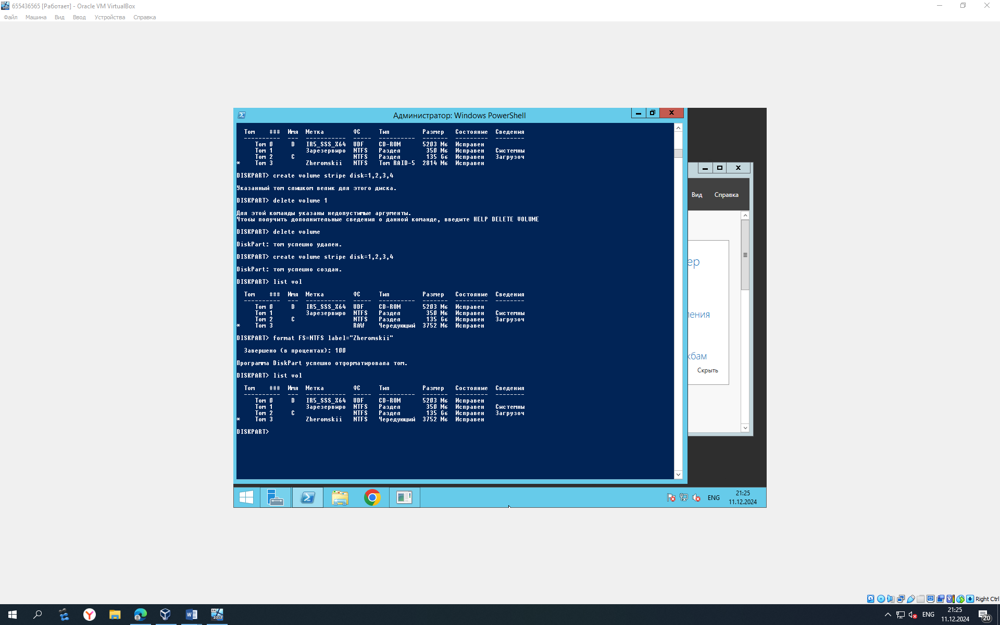 655436565 [Работает] - Oracle VM VirtualBox
Файл Машина Вид Ввод Устройства Справка
Администратор: Windows PowerShell
Том ### Имя Метка ФС Тип Размер Состояние Сведения
---------- --- ----------- ----- ---------- ------- --------- --------
Том 0 D IR5_SSS_X64 UDF CD-ROM 5203 Мб Исправен
Том 1 Зарезервиро NTFS Раздел 350 Мб Исправен Системны
Том 2 C NTFS Раздел 135 Gб Исправен Загрузоч
* Том 3 Zheromskii NTFS Том RAID-5 2814 Мб Исправен
DISKPART> create volume stripe disk=1,2,3,4
Указанный том слишком велик для этого диска.
DISKPART> delete volume 1
Для этой команды указаны недопустимые аргументы.
Чтобы получить дополнительные сведения о данной команде, введите HELP DELETE VOLUME
DISKPART> delete volume
DiskPart: том успешно удален.
DISKPART> create volume stripe disk=1,2,3,4
DiskPart: том успешно создан.
DISKPART> list vol
Том ### Имя Метка ФС Тип Размер Состояние Сведения
---------- --- ----------- ----- ---------- ------- --------- --------
Том 0 D IR5_SSS_X64 UDF CD-ROM 5203 Мб Исправен
Том 1 Зарезервиро NTFS Раздел 350 Мб Исправен Системны
Том 2 C NTFS Раздел 135 Gб Исправен Загрузоч
* Том 3 RAW Чередующий 3752 Мб Исправен
DISKPART> format FS=NTFS label="Zheromskii"
Завершено (в процентах): 100
Программа DiskPart успешно отформатировала том.
DISKPART> list vol
Том ### Имя Метка ФС Тип Размер Состояние Сведения
---------- --- ----------- ----- ---------- ------- --------- --------
Том 0 D IR5_SSS_X64 UDF CD-ROM 5203 Мб Исправен
Том 1 Зарезервиро NTFS Раздел 350 Мб Исправен Системны
Том 2 C NTFS Раздел 135 Gб Исправен Загрузоч
* Том 3 Zheromskii NTFS Чередующий 3752 Мб Исправен
DISKPART>
Вид Справка
ер
ления
жбам
Скрыть
ENG
21:25
11.12.2024
Right Ctrl
ENG
21:25
11.12.2024
20